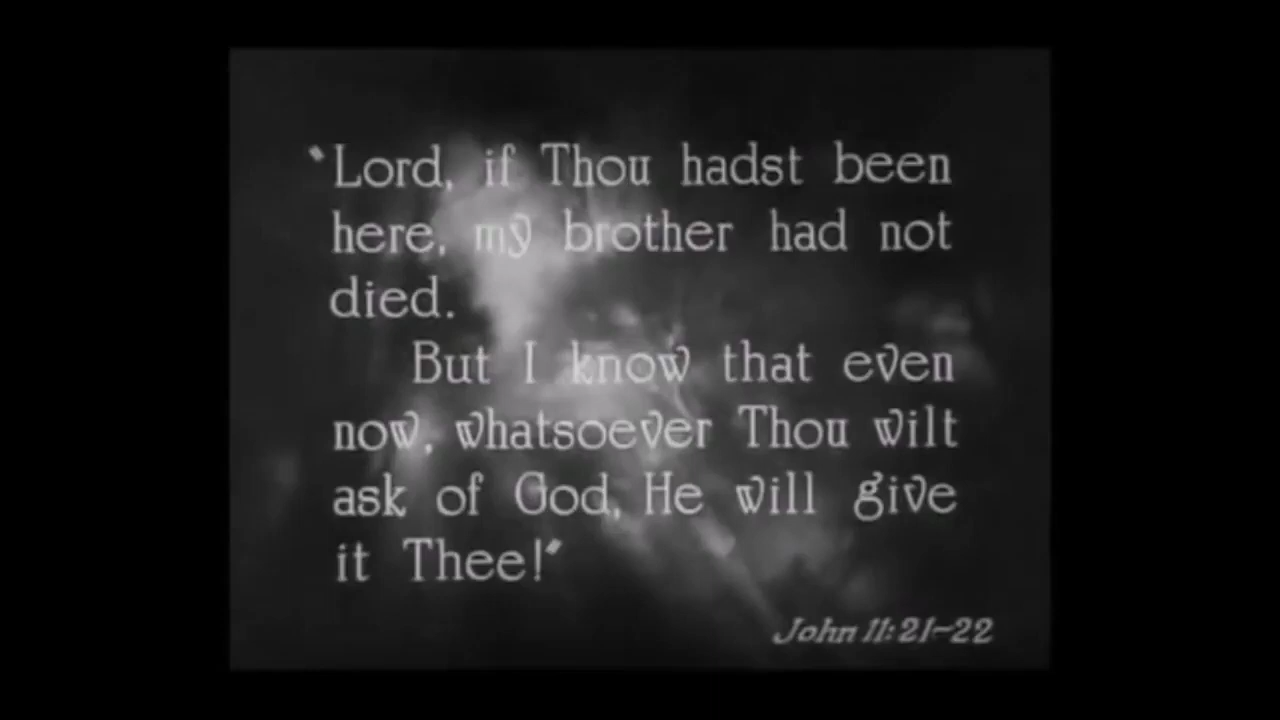 "Lord, if Thou hadst been
here, my brother had not
died.
But I know that even
now, whatsoever Thou wilt
ask of God, He will give
it Thee!"
John 11:21-22